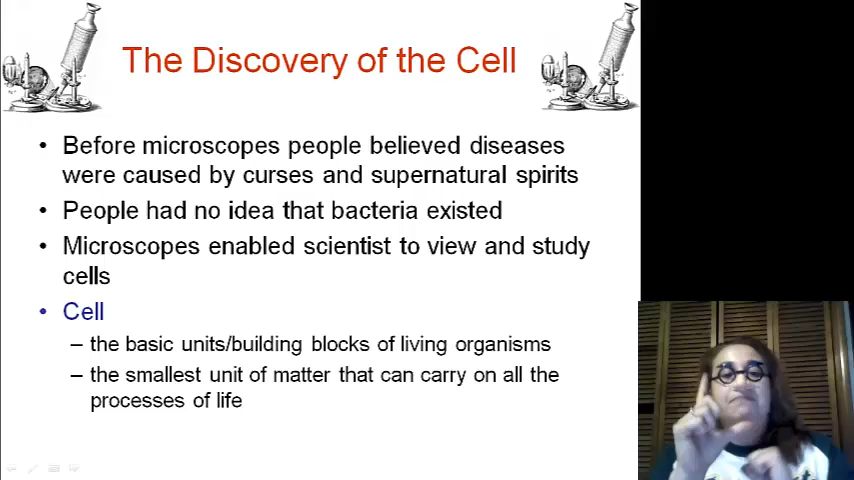 The Discovery of the Cell
• Before microscopes people believed diseases
were caused by curses and supernatural spirits
• People had no idea that bacteria existed
• Microscopes enabled scientist to view and study
cells
• Cell
– the basic units/building blocks of living organisms
– the smallest unit of matter that can carry on all the
processes of life